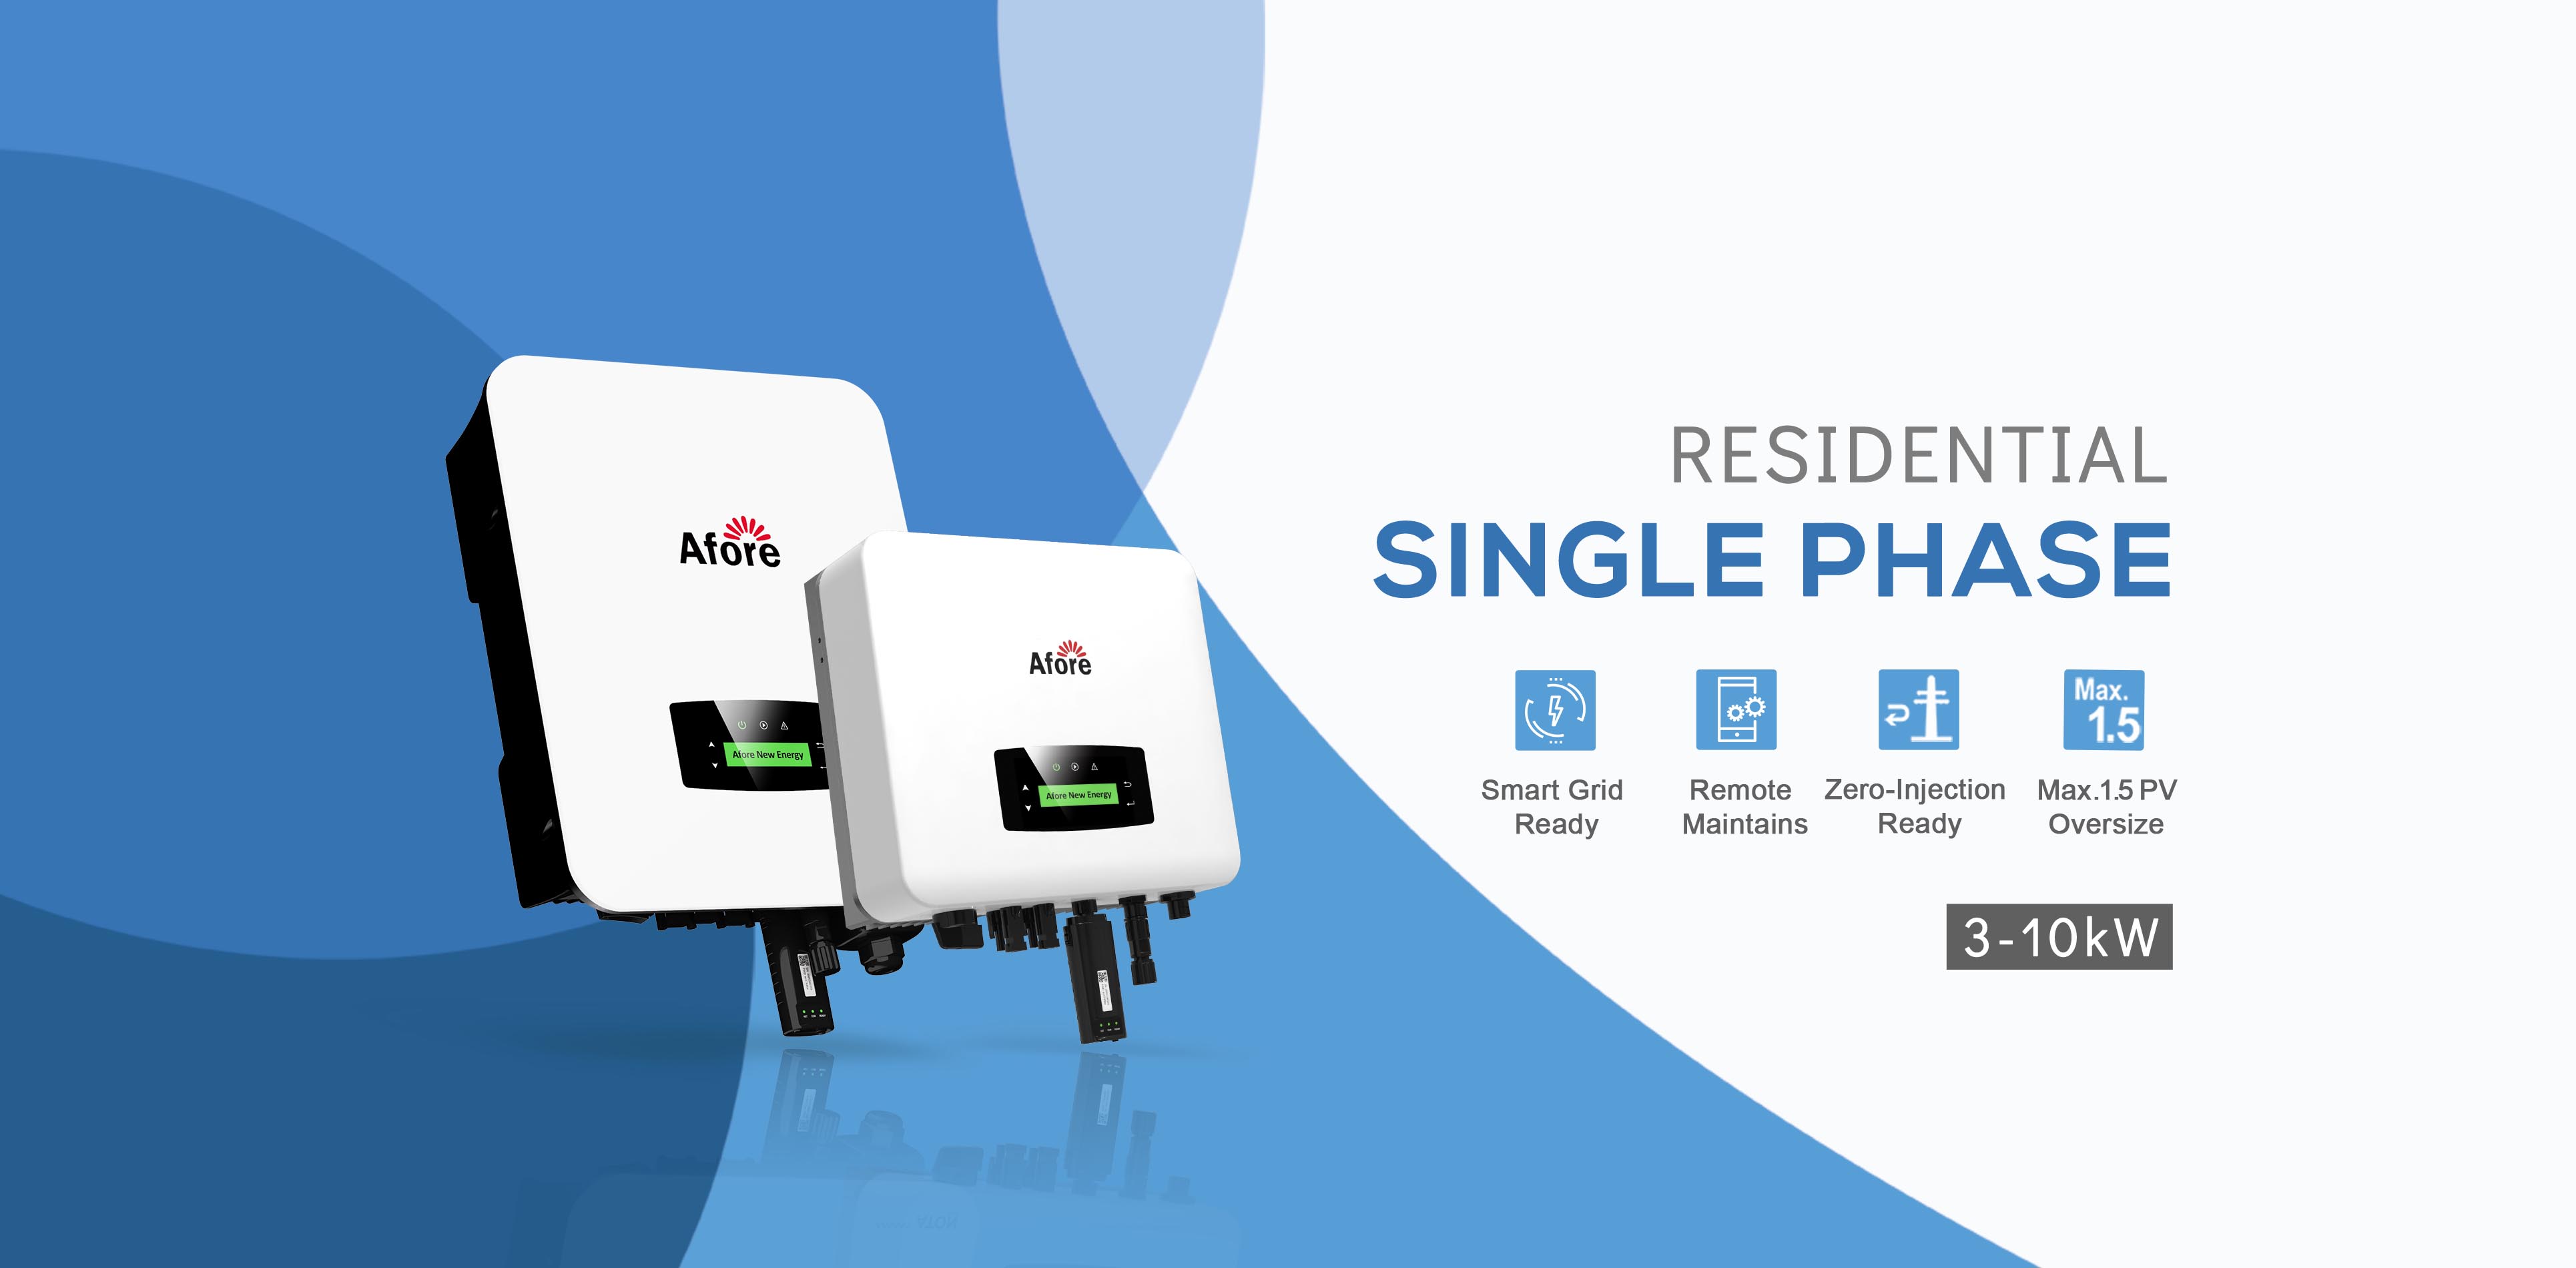 Afore
Afore New Energy
Afore
Afore New Energy
RESIDENTIAL
SINGLE PHASE
Max.
1.5
Smart Grid
Ready
Remote
Maintains
Zero-Injection
Ready
Max.1.5 PV
Oversize
3-10kW